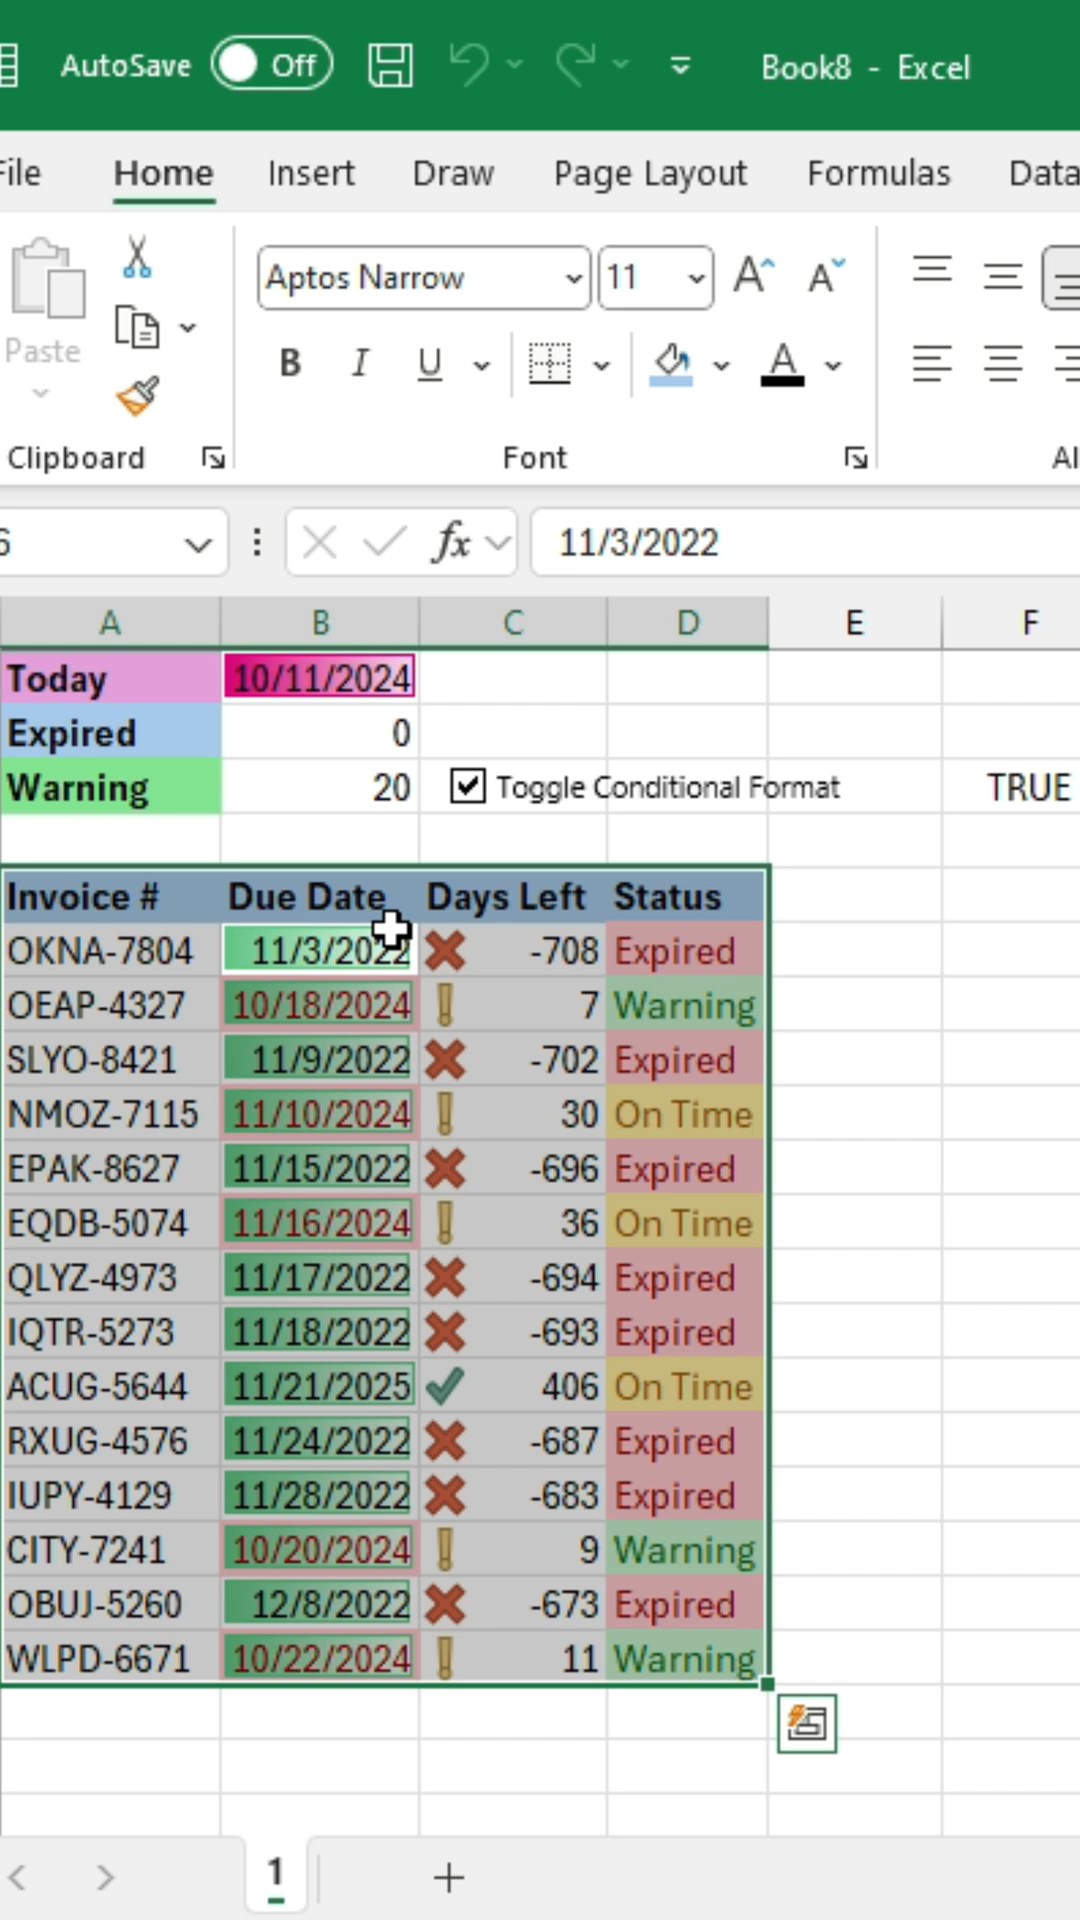 AutoSave Off Book8 - Excel
File Home Insert Draw Page Layout Formulas Data
Aptos Narrow 11
Paste B I U A
Clipboard Font
fx 11/3/2022
A B C D E F
Today 10/11/2024
Expired 0
Warning 20 Toggle Conditional Format TRUE
Invoice # Due Date Days Left Status
OKNA-7804 11/3/2022 -708 Expired
OEAP-4327 10/18/2024 7 Warning
SLYO-8421 11/9/2022 -702 Expired
NMOZ-7115 11/10/2024 30 On Time
EPAK-8627 11/15/2022 -696 Expired
EQDB-5074 11/16/2024 36 On Time
QLYZ-4973 11/17/2022 -694 Expired
IQTR-5273 11/18/2022 -693 Expired
ACUG-5644 11/21/2025 406 On Time
RXUG-4576 11/24/2022 -687 Expired
IUPY-4129 11/28/2022 -683 Expired
CITY-7241 10/20/2024 9 Warning
OBUJ-5260 12/8/2022 -673 Expired
WLPD-6671 10/22/2024 11 Warning
1